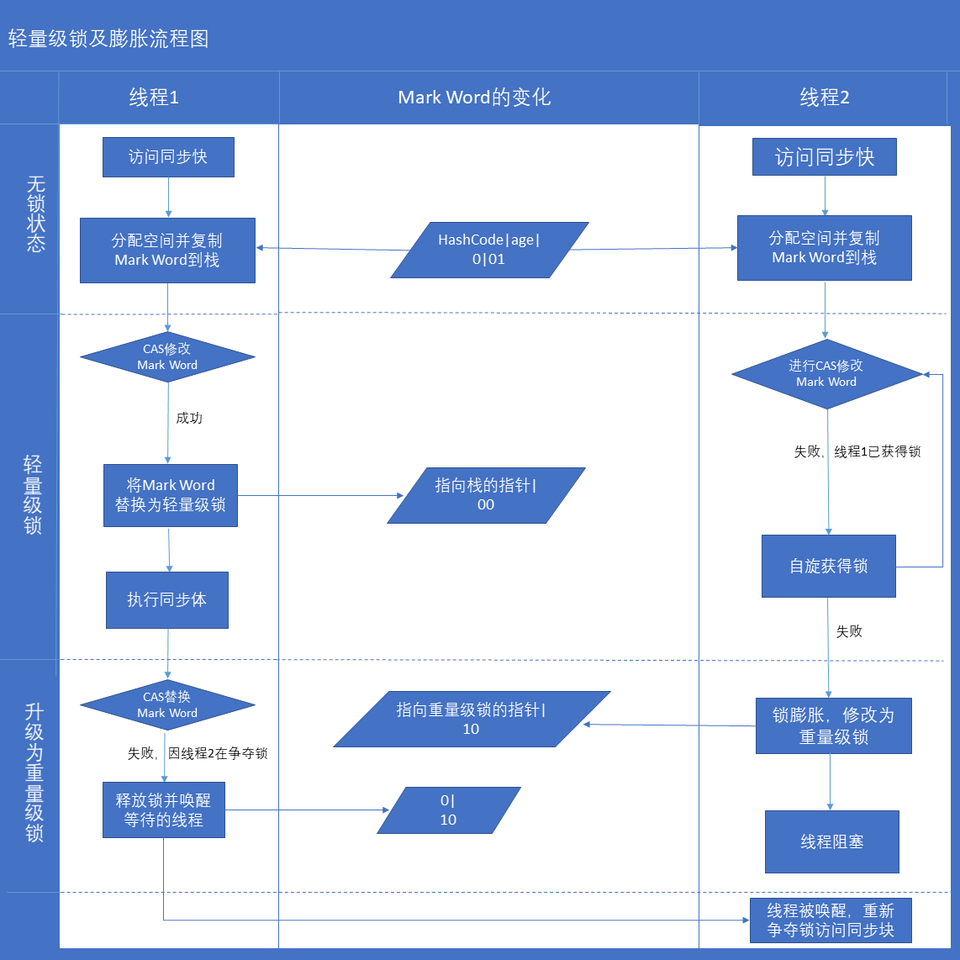 轻量级锁及膨胀流程图
线程1
Mark Word的变化
线程2
无锁状态
访问同步快
访问同步快
分配空间并复制
Mark Word到栈
HashCode|age|
0|01
分配空间并复制
Mark Word到栈
轻量级锁
CAS修改
Mark Word
进行CAS修改
Mark Word
成功
失败，线程1已获得锁
将Mark Word
替换为轻量级锁
指向栈的指针|
00
自旋获得锁
执行同步体
失败
升级为重量级锁
CAS替换
Mark Word
指向重量级锁的指针|
10
锁膨胀，修改为
重量级锁
失败，因线程2在争夺锁
释放锁并唤醒
等待的线程
0|
10
线程阻塞
线程被唤醒，重新
争夺锁访问同步块